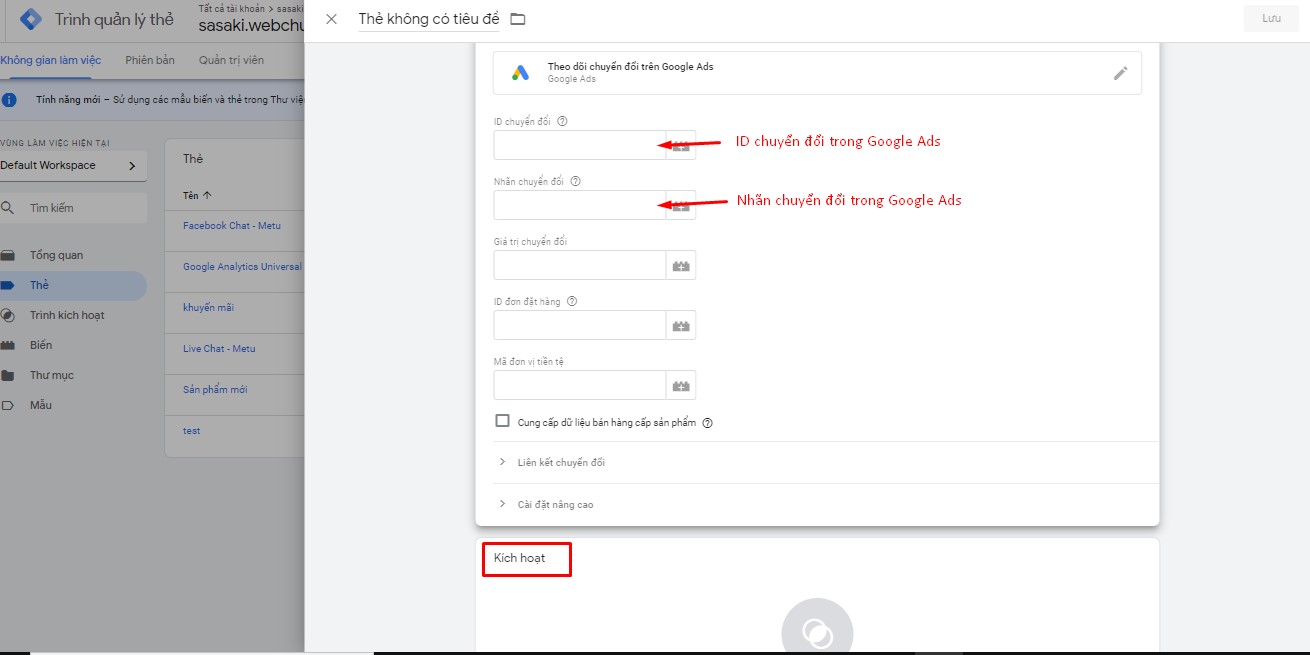 Trình quản lý thẻ
Tất cả tài khoản > sasaki
sasaki.webchu
Thẻ không có tiêu đề
Lưu
Không gian làm việc
Phiên bản
Quản trị viên
Tính năng mới – Sử dụng các mẫu biến và thẻ trong Thư việ
VÙNG LÀM VIỆC HIỆN TẠI
Default Workspace
Tìm kiếm
Tổng quan
Thẻ
Trình kích hoạt
Biến
Thư mục
Mẫu
Thẻ
Tên
Facebook Chat - Metu
Google Analytics Universal
khuyến mãi
Live Chat - Metu
Sản phẩm mới
test
Theo dõi chuyển đổi trên Google Ads
Google Ads
ID chuyển đổi
ID chuyển đổi trong Google Ads
Nhãn chuyển đổi
Nhãn chuyển đổi trong Google Ads
Giá trị chuyển đổi
ID đơn đặt hàng
Mã đơn vị tiền tệ
Cung cấp dữ liệu bán hàng cấp sản phẩm
Liên kết chuyển đổi
Cài đặt nâng cao
Kích hoạt